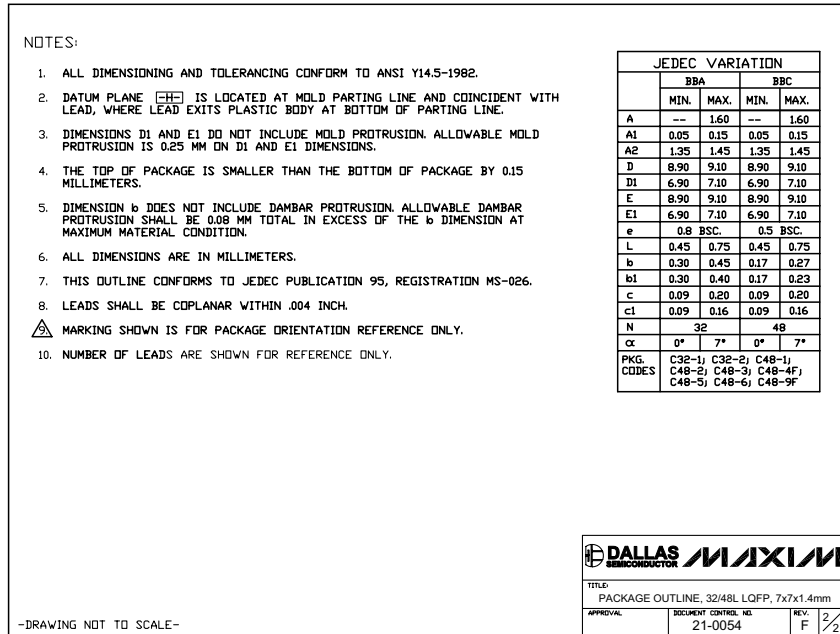 NOTES:
1. ALL DIMENSIONING AND TOLERANCING CONFORM TO ANSI Y14.5-1982.
2. DATUM PLANE -H- IS LOCATED AT MOLD PARTING LINE AND COINCIDENT WITH
LEAD, WHERE LEAD EXITS PLASTIC BODY AT BOTTOM OF PARTING LINE.
3. DIMENSIONS D1 AND E1 DO NOT INCLUDE MOLD PROTRUSION. ALLOWABLE MOLD
PROTRUSION IS 0.25 MM ON D1 AND E1 DIMENSIONS.
4. THE TOP OF PACKAGE IS SMALLER THAN THE BOTTOM OF PACKAGE BY 0.15
MILLIMETERS.
5. DIMENSION b DOES NOT INCLUDE DAMBAR PROTRUSION. ALLOWABLE DAMBAR
PROTRUSION SHALL BE 0.08 MM TOTAL IN EXCESS OF THE b DIMENSION AT
MAXIMUM MATERIAL CONDITION.
6. ALL DIMENSIONS ARE IN MILLIMETERS.
7. THIS OUTLINE CONFORMS TO JEDEC PUBLICATION 95, REGISTRATION MS-026.
8. LEADS SHALL BE COPLANAR WITHIN .004 INCH.
9. MARKING SHOWN IS FOR PACKAGE ORIENTATION REFERENCE ONLY.
10. NUMBER OF LEADS ARE SHOWN FOR REFERENCE ONLY.
JEDEC VARIATION
BBA BBC
MIN. MAX. MIN. MAX.
A -- 1.60 -- 1.60
A1 0.05 0.15 0.05 0.15
A2 1.35 1.45 1.35 1.45
D 8.90 9.10 8.90 9.10
D1 6.90 7.10 6.90 7.10
E 8.90 9.10 8.90 9.10
E1 6.90 7.10 6.90 7.10
e 0.8 BSC. 0.5 BSC.
L 0.45 0.75 0.45 0.75
b 0.30 0.45 0.17 0.27
b1 0.30 0.40 0.17 0.23
c 0.09 0.20 0.09 0.20
c1 0.09 0.16 0.09 0.16
N 32 48
α 0° 7° 0° 7°
PKG. C32-1; C32-2; C48-1;
CODES C48-2; C48-3; C48-4F;
C48-5; C48-6; C48-9F
DALLAS MAXIM
SEMICONDUCTOR
TITLE:
PACKAGE OUTLINE, 32/48L LQFP, 7x7x1.4mm
APPROVAL DOCUMENT CONTROL NO. REV.
21-0054 F 2/2
-DRAWING NOT TO SCALE-